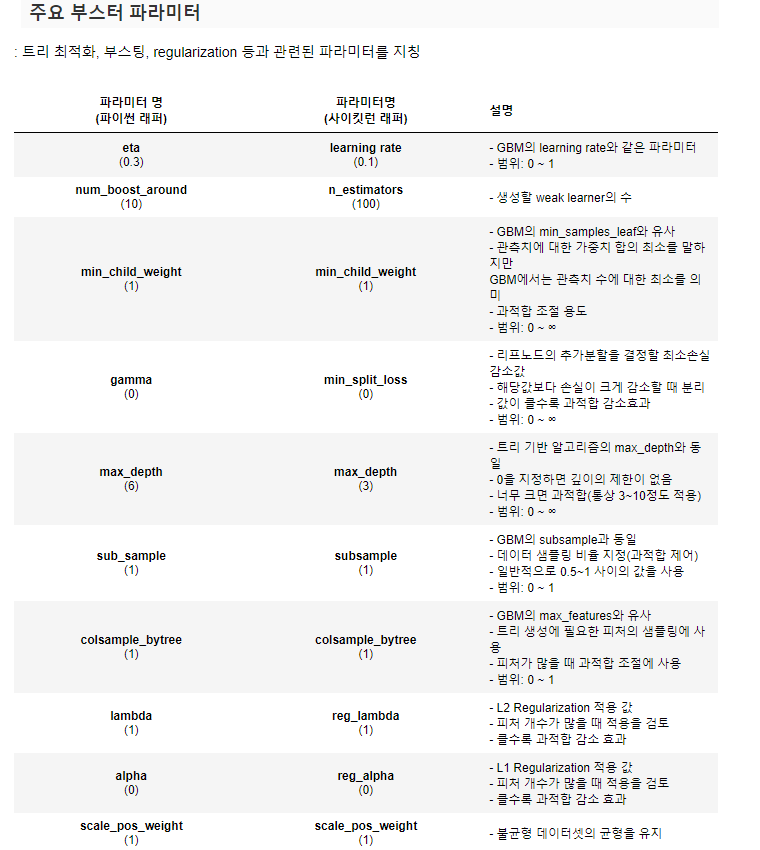 주요 부스터 파라미터
: 트리 최적화, 부스팅, regularization 등과 관련된 파라미터를 지칭
파라미터 명 파라미터명 설명
(파이썬 래퍼) (사이킷런 래퍼)
eta learning rate - GBM의 learning rate와 같은 파라미터
(0.3) (0.1) - 범위: 0 ~ 1
num_boost_around n_estimators - 생성할 weak learner의 수
(10) (100)
- GBM의 min_samples_leaf와 유사
- 관측치에 대한 가중치 합의 최소를 말하
지만
min_child_weight min_child_weight GBM에서는 관측치 수에 대한 최소를 의
(1) (1) 미
- 과적합 조절 용도
- 범위: 0 ~ ∞
- 리프노드의 추가분할을 결정할 최소손실
감소값
gamma min_split_loss - 해당값보다 손실이 크게 감소할 때 분리
(0) (0) - 값이 클수록 과적합 감소효과
- 범위: 0 ~ ∞
- 트리 기반 알고리즘의 max_depth와 동
일
max_depth max_depth - 0을 지정하면 깊이의 제한이 없음
(6) (3) - 너무 크면 과적합(통상 3~10정도 적용)
- 범위: 0 ~ ∞
- GBM의 subsample과 동일
sub_sample subsample - 데이터 샘플링 비율 지정(과적합 제어)
(1) (1) - 일반적으로 0.5~1 사이의 값을 사용
- 범위: 0 ~ 1
- GBM의 max_features와 유사
- 트리 생성에 필요한 피처의 샘플링에 사
colsample_bytree colsample_bytree 용
(1) (1) - 피처가 많을 때 과적합 조절에 사용
- 범위: 0 ~ 1
lambda reg_lambda - L2 Regularization 적용 값
(1) (1) - 피처 개수가 많을 때 적용을 검토
- 클수록 과적합 감소 효과
alpha reg_alpha - L1 Regularization 적용 값
(0) (0) - 피처 개수가 많을 때 적용을 검토
- 클수록 과적합 감소 효과
scale_pos_weight scale_pos_weight - 불균형 데이터셋의 균형을 유지
(1) (1)